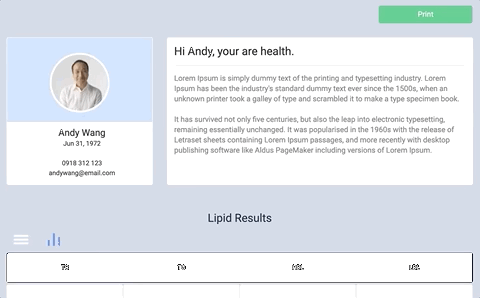 Print
Hi Andy, your are health.
Lorem Ipsum is simply dummy text of the printing and typesetting industry. Lorem
Ipsum has been the industry's standard dummy text ever since the 1500s, when an
unknown printer took a galley of type and scrambled it to make a type specimen book.
It has survived not only five centuries, but also the leap into electronic typesetting,
remaining essentially unchanged. It was popularised in the 1960s with the release of
Letraset sheets containing Lorem Ipsum passages, and more recently with desktop
publishing software like Aldus PageMaker including versions of Lorem Ipsum.
Andy Wang
Jun 31, 1972
0918 312 123
andywang@email.com
Lipid Results